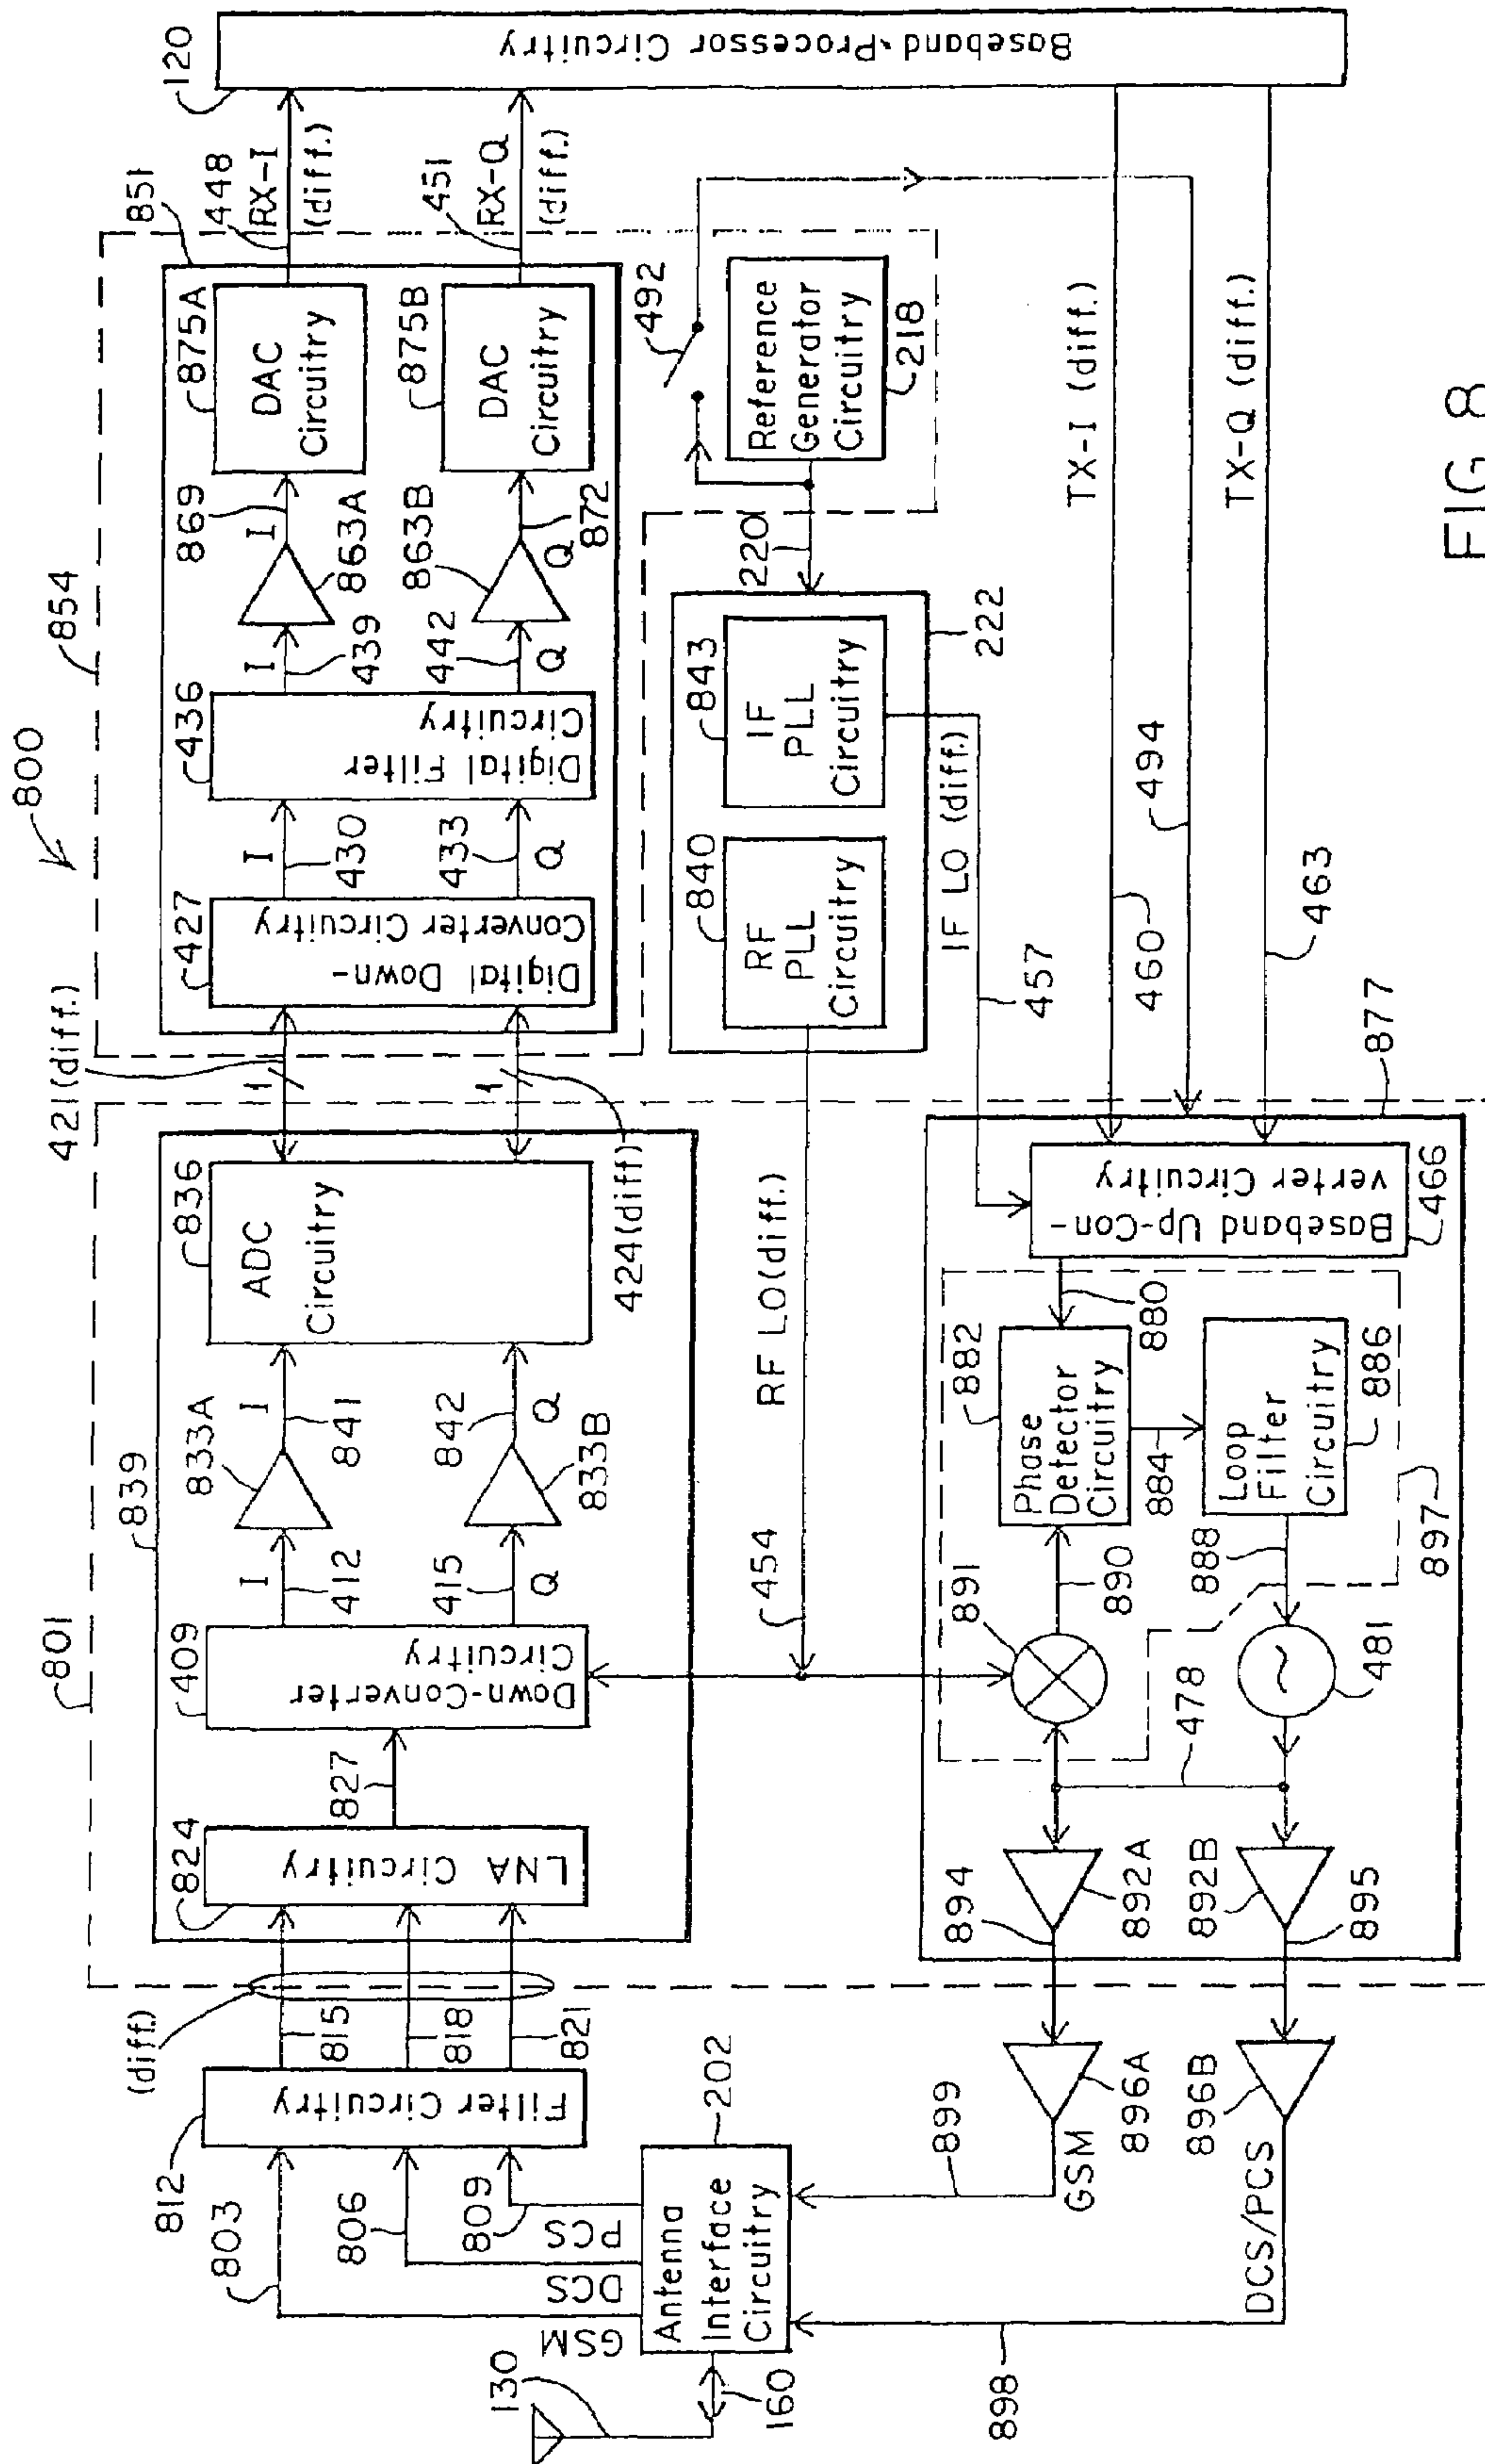 800
801
839
(diff.)
812
803
806
809
GSM
DCS
PCS
Filter Circuitry
815
818
821
824
LNA Circuitry
827
409
Down-Converter
Circuitry
I
412
415
Q
833A
I
841
842
Q
833B
836
ADC
Circuitry
421(diff.)
1
1
424(diff)
854
851
427
Digital Down-
Converter Circuitry
I
430
433
Q
436
Digital Filter
Circuitry
I
439
442
Q
869
I
863A
863B
Q
872
875A
DAC
Circuitry
875B
DAC
Circuitry
448
RX-I
(diff.)
451
RX-Q
(diff.)
120
Baseband-Processor Circuitry
130
160
Antenna
Interface
Circuitry
202
RF LO(diff.)
454
840
RF
PLL
Circuitry
843
IF
PLL
Circuitry
222
220
492
Reference
Generator
Circuitry
218
IF LO (diff.)
457
TX-I (diff.)
460
494
TX-Q (diff.)
463
877
Baseband Up-Con-
verter Circuitry
466
880
882
Phase
Detector
Circuitry
884
Loop
Filter
Circuitry
886
888
890
891
897
481
478
892A
892B
894
895
896A
896B
899
GSM
DCS/PCS
898
FIG. 8